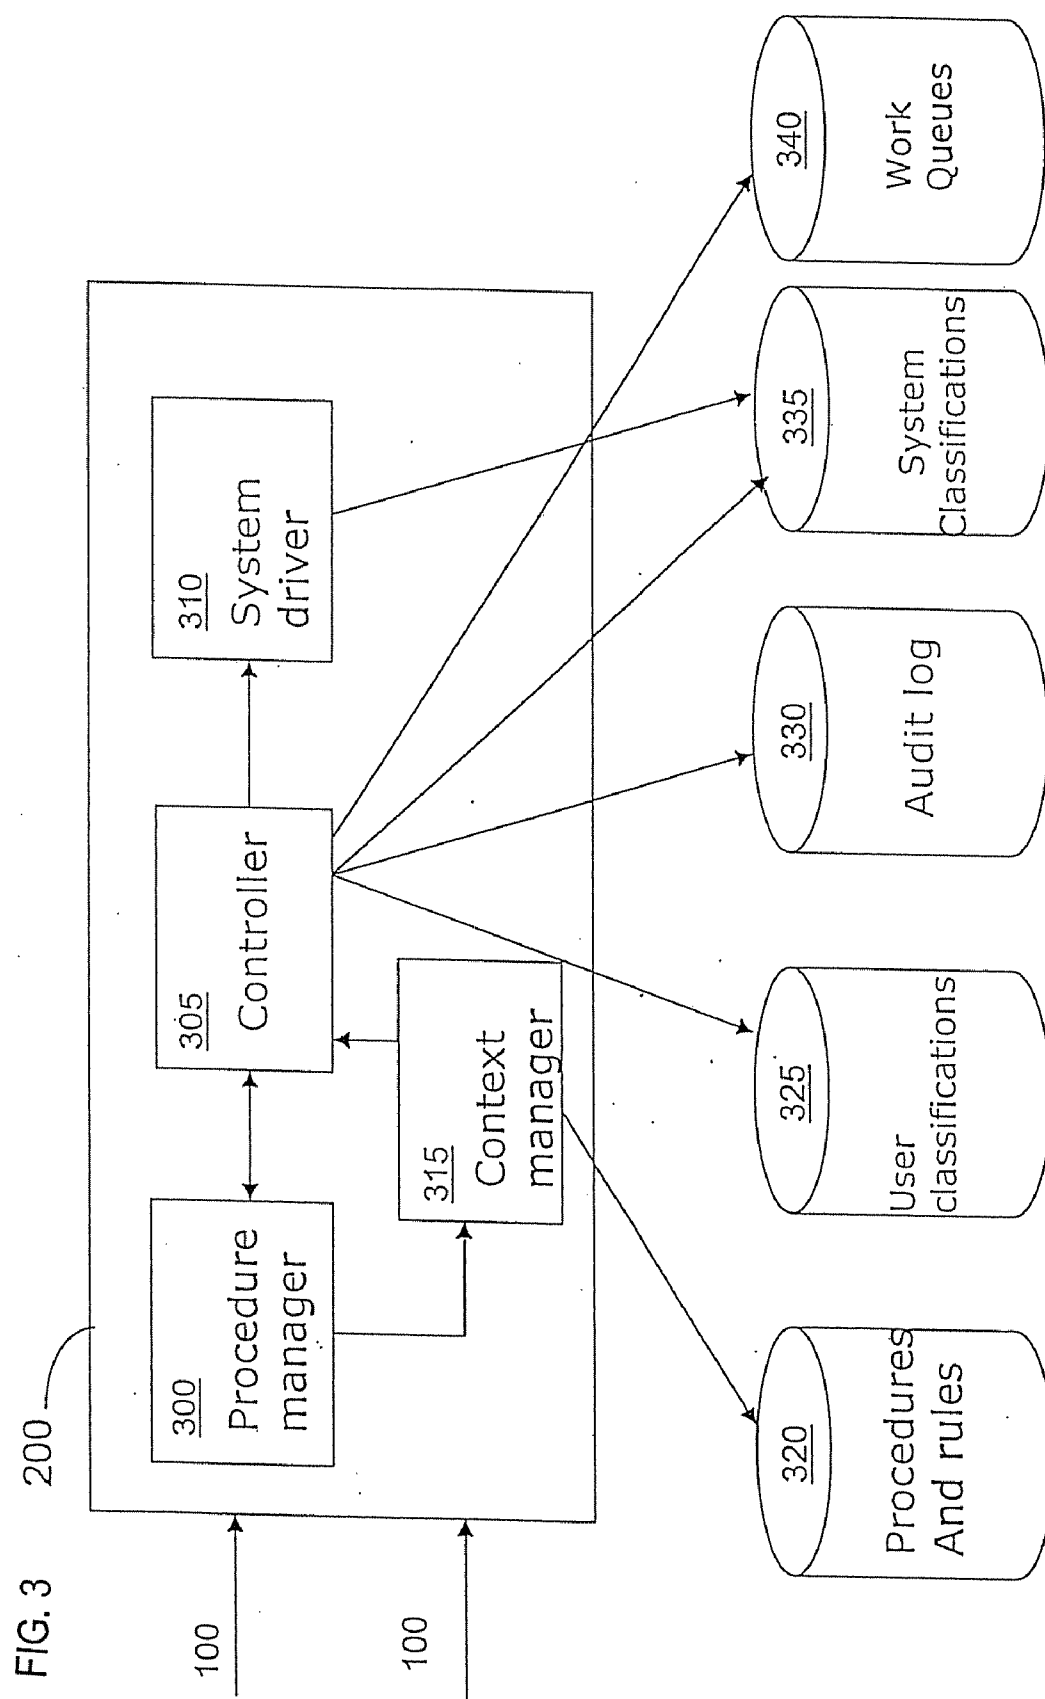 FIG. 3
200
100
100
300
Procedure
manager
305
Controller
310
System
driver
315
Context
manager
320
Procedures
And rules
325
User
classifications
330
Audit log
335
System
Classifications
340
Work
Queues